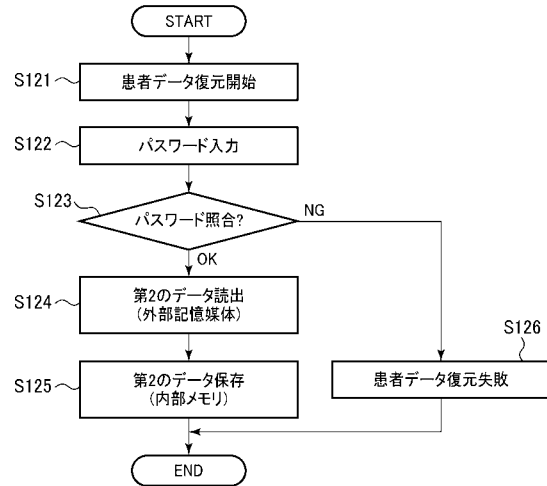 START
S121
患者データ復元開始
S122
パスワード入力
S123
パスワード照合?
NG
OK
S124
第2のデータ読出
(外部記憶媒体)
S126
患者データ復元失敗
S125
第2のデータ保存
(内部メモリ)
END